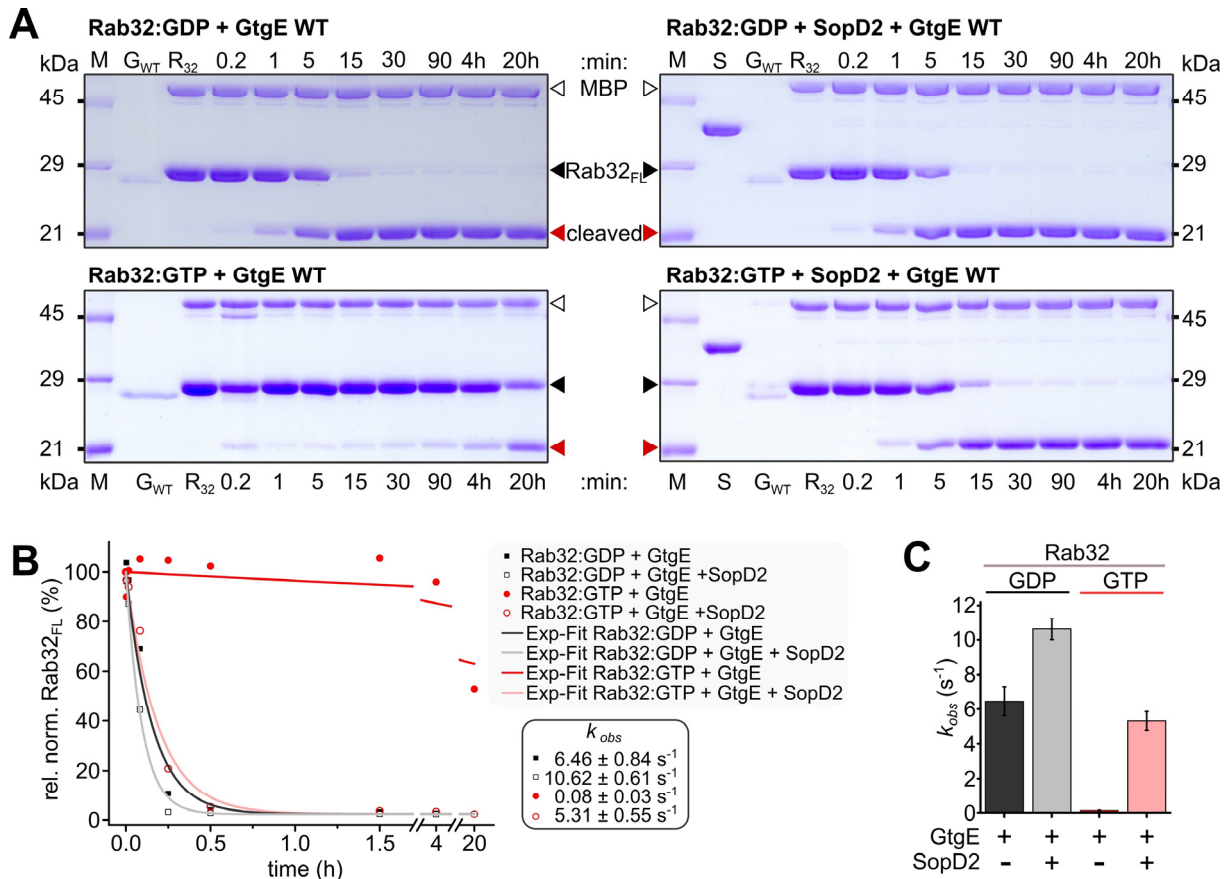 A
Rab32:GDP + GtgE WT
kDa M G_WT R_32 0.2 1 5 15 30 90 4h 20h :min:
45
29
21
MBP
Rab32_FL
cleaved
Rab32:GDP + SopD2 + GtgE WT
M S G_WT R_32 0.2 1 5 15 30 90 4h 20h kDa
45
29
21
Rab32:GTP + GtgE WT
45
29
21
kDa M G_WT R_32 0.2 1 5 15 30 90 4h 20h :min:
Rab32:GTP + SopD2 + GtgE WT
45
29
21
M S G_WT R_32 0.2 1 5 15 30 90 4h 20h kDa
B
rel. norm. Rab32_FL (%)
100
80
60
40
20
0
0.0 0.5 1.0 1.5 4 20
time (h)
Rab32:GDP + GtgE
Rab32:GDP + GtgE +SopD2
Rab32:GTP + GtgE
Rab32:GTP + GtgE +SopD2
Exp-Fit Rab32:GDP + GtgE
Exp-Fit Rab32:GDP + GtgE + SopD2
Exp-Fit Rab32:GTP + GtgE
Exp-Fit Rab32:GTP + GtgE + SopD2
k obs
6.46 ± 0.84 s⁻¹
10.62 ± 0.61 s⁻¹
0.08 ± 0.03 s⁻¹
5.31 ± 0.55 s⁻¹
C
Rab32
GDP GTP
k_obs (s⁻¹)
12
10
8
6
4
2
0
GtgE + + + +
SopD2 - + - +